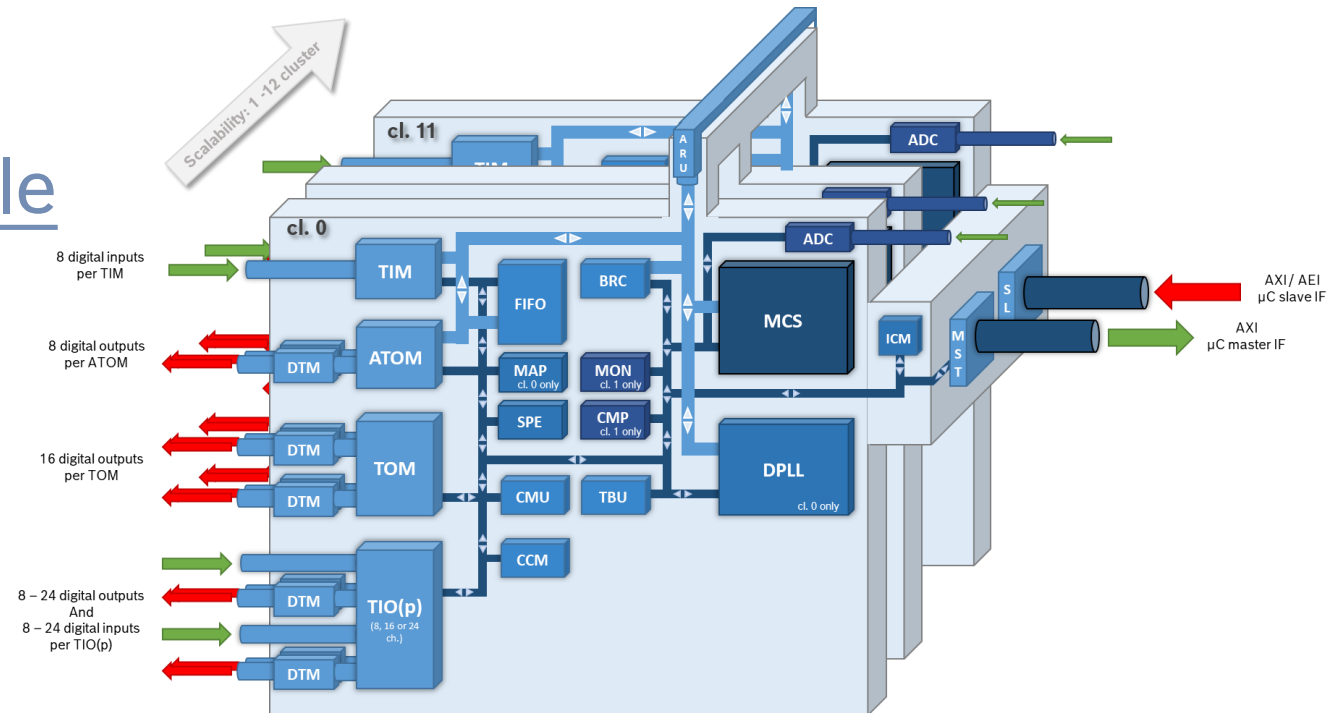 Scalability: 1 -12 cluster
le
cl. 11
TIM
ADC
ARU
cl. 0
ADC
8 digital inputs
per TIM
TIM
FIFO
BRC
MCS
SL
AXI/ AEI
µC slave IF
MST
AXI
µC master IF
ICM
8 digital outputs
per ATOM
DTM
ATOM
MAP
cl. 0 only
MON
cl. 1 only
SPE
CMP
cl. 1 only
16 digital outputs
per TOM
DTM
DTM
TOM
DPLL
cl. 0 only
CMU
TBU
CCM
8 – 24 digital outputs
And
8 – 24 digital inputs
per TIO(p)
DTM
DTM
TIO(p)
(8, 16 or 24
ch.)